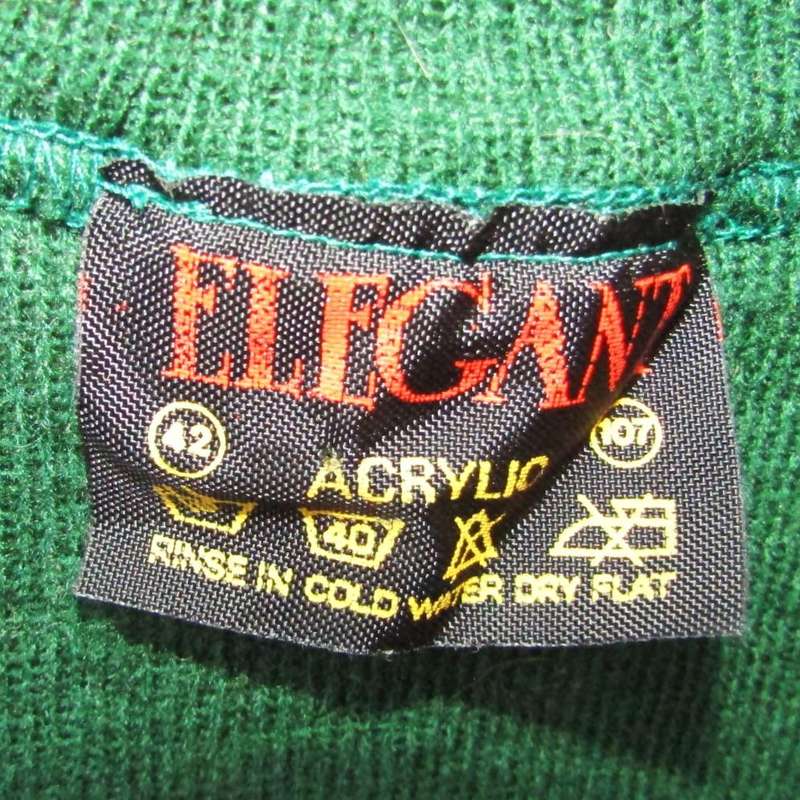 ELEGANT
42 107
ACRYLIC
40
RINSE IN COLD WATER DRY FLAT